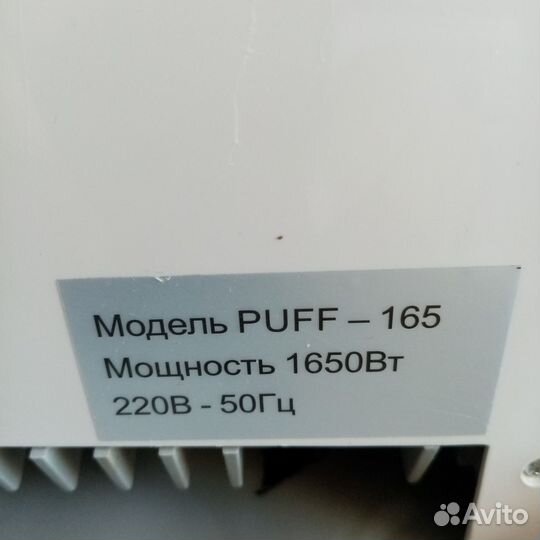 Модель PUFF – 165
Мощность 1650Вт
220В - 50Гц
Avito